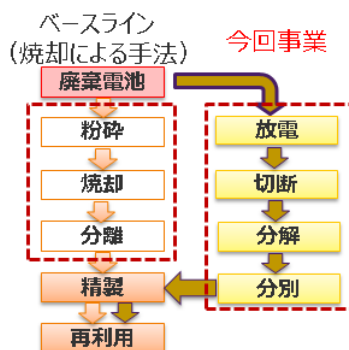 ベースライン
（焼却による手法）
今回事業
廃棄電池
粉砕
焼却
分離
精製
再利用
放電
切断
分解
分別